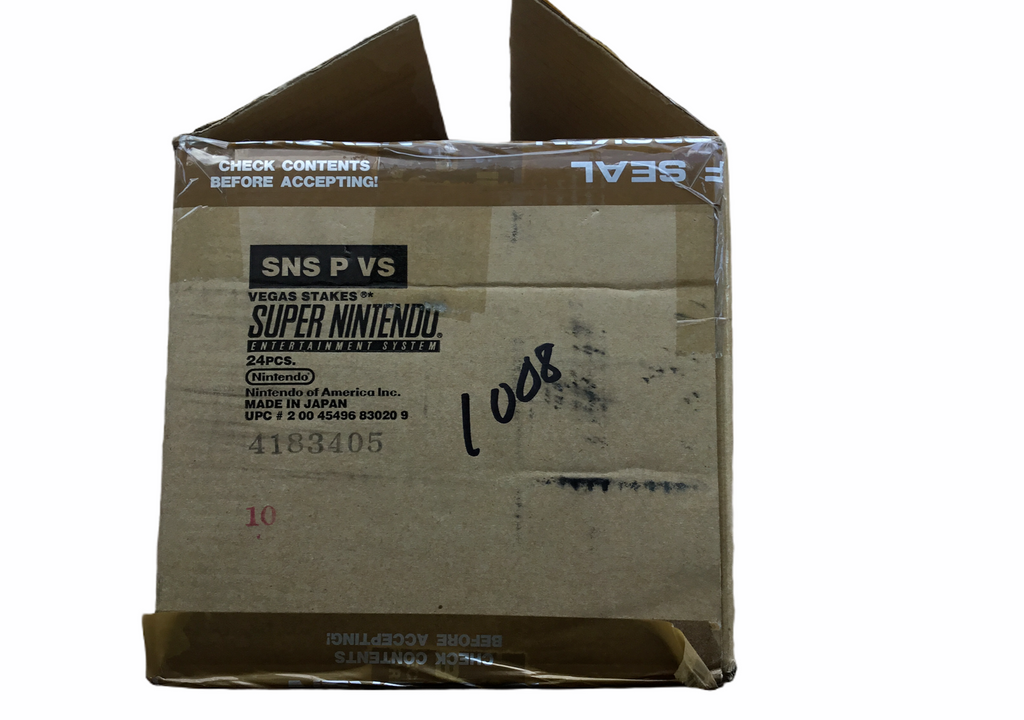 CHECK CONTENTS
BEFORE ACCEPTING!
F SEAL
SNS P VS
VEGAS STAKES ®*
SUPER NINTENDO®
ENTERTAINMENT SYSTEM
24PCS.
Nintendo
Nintendo of America Inc.
MADE IN JAPAN
UPC # 2 00 45496 83020 9
4183405
1008
10
CHECK CONTENTS
BEFORE ACCEPTING!